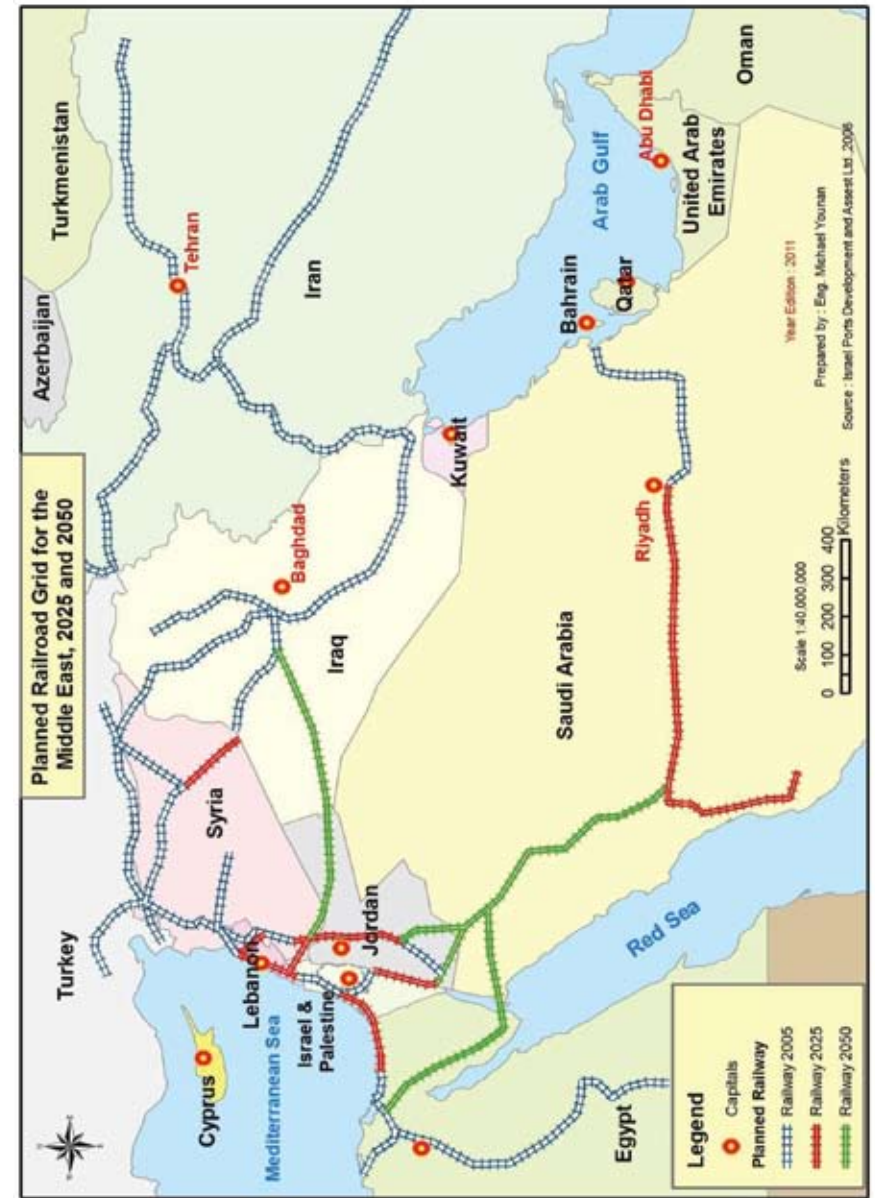 Planned Railroad Grid for the
Middle East, 2025 and 2050
Turkey
Azerbaijan
Turkmenistan
Cyprus
Mediterranean Sea
Lebanon
Syria
Israel &
Palestine
Jordan
Iraq
Baghdad
Tehran
Iran
Kuwait
Egypt
Red Sea
Saudi Arabia
Riyadh
Bahrain
Qatar
Arab Gulf
Abu Dhabi
United Arab
Emirates
Oman
Legend
Capitals
Planned Railway
Railway 2005
Railway 2025
Railway 2050
Scale 1:40,000,000
0 100 200 300 400
Kilometers
Year Edition : 2011
Prepared by : Eng. Michael Younan
Source : Israel Ports Development and Assest Ltd .2006